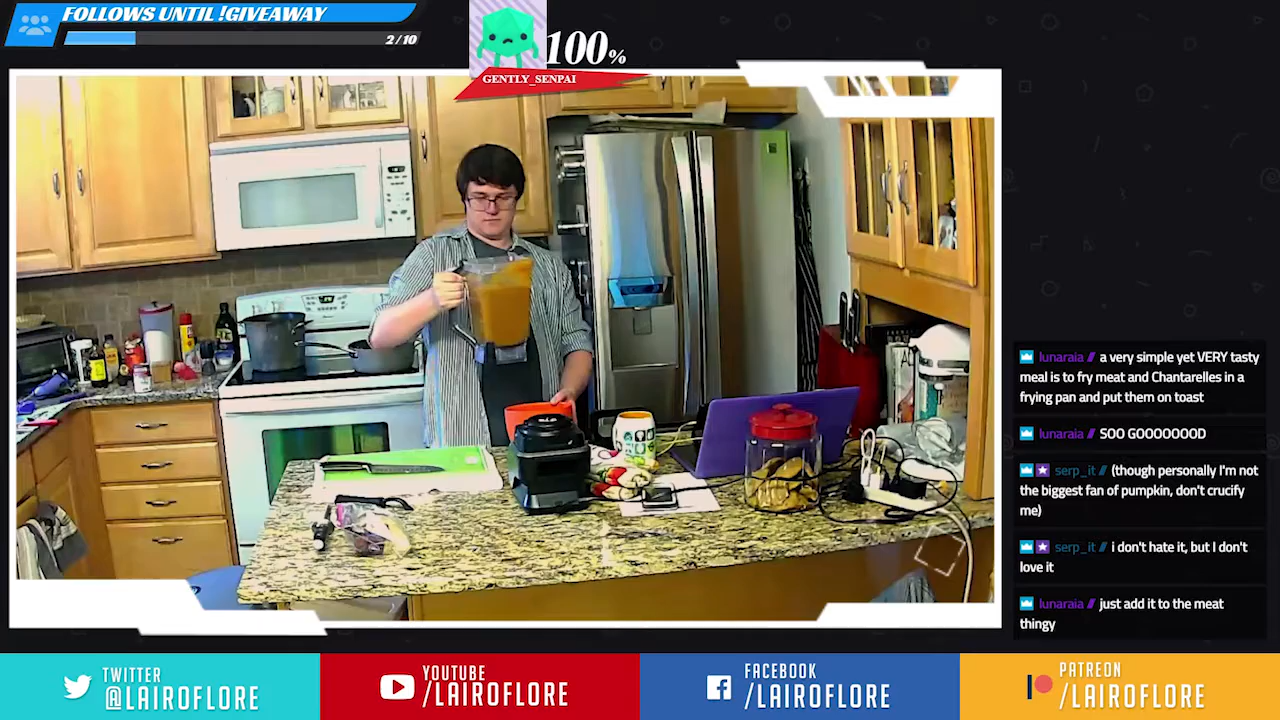 FOLLOWS UNTIL !GIVEAWAY
2 / 10
100%
GENTLY_SENPAI
lunaraia // a very simple yet VERY tasty
meal is to fry meat and Chantarelles in a
frying pan and put them on toast
lunaraia // SOO GOOOOOOOD
serp_it // (though personally I'm not
the biggest fan of pumpkin, don't crucify
me)
serp_it // i don't hate it, but I don't
love it
lunaraia // just add it to the meat
thingy
TWITTER
@LAIROFLORE
YOUTUBE
/LAIROFLORE
FACEBOOK
/LAIROFLORE
PATREON
/LAIROFLORE